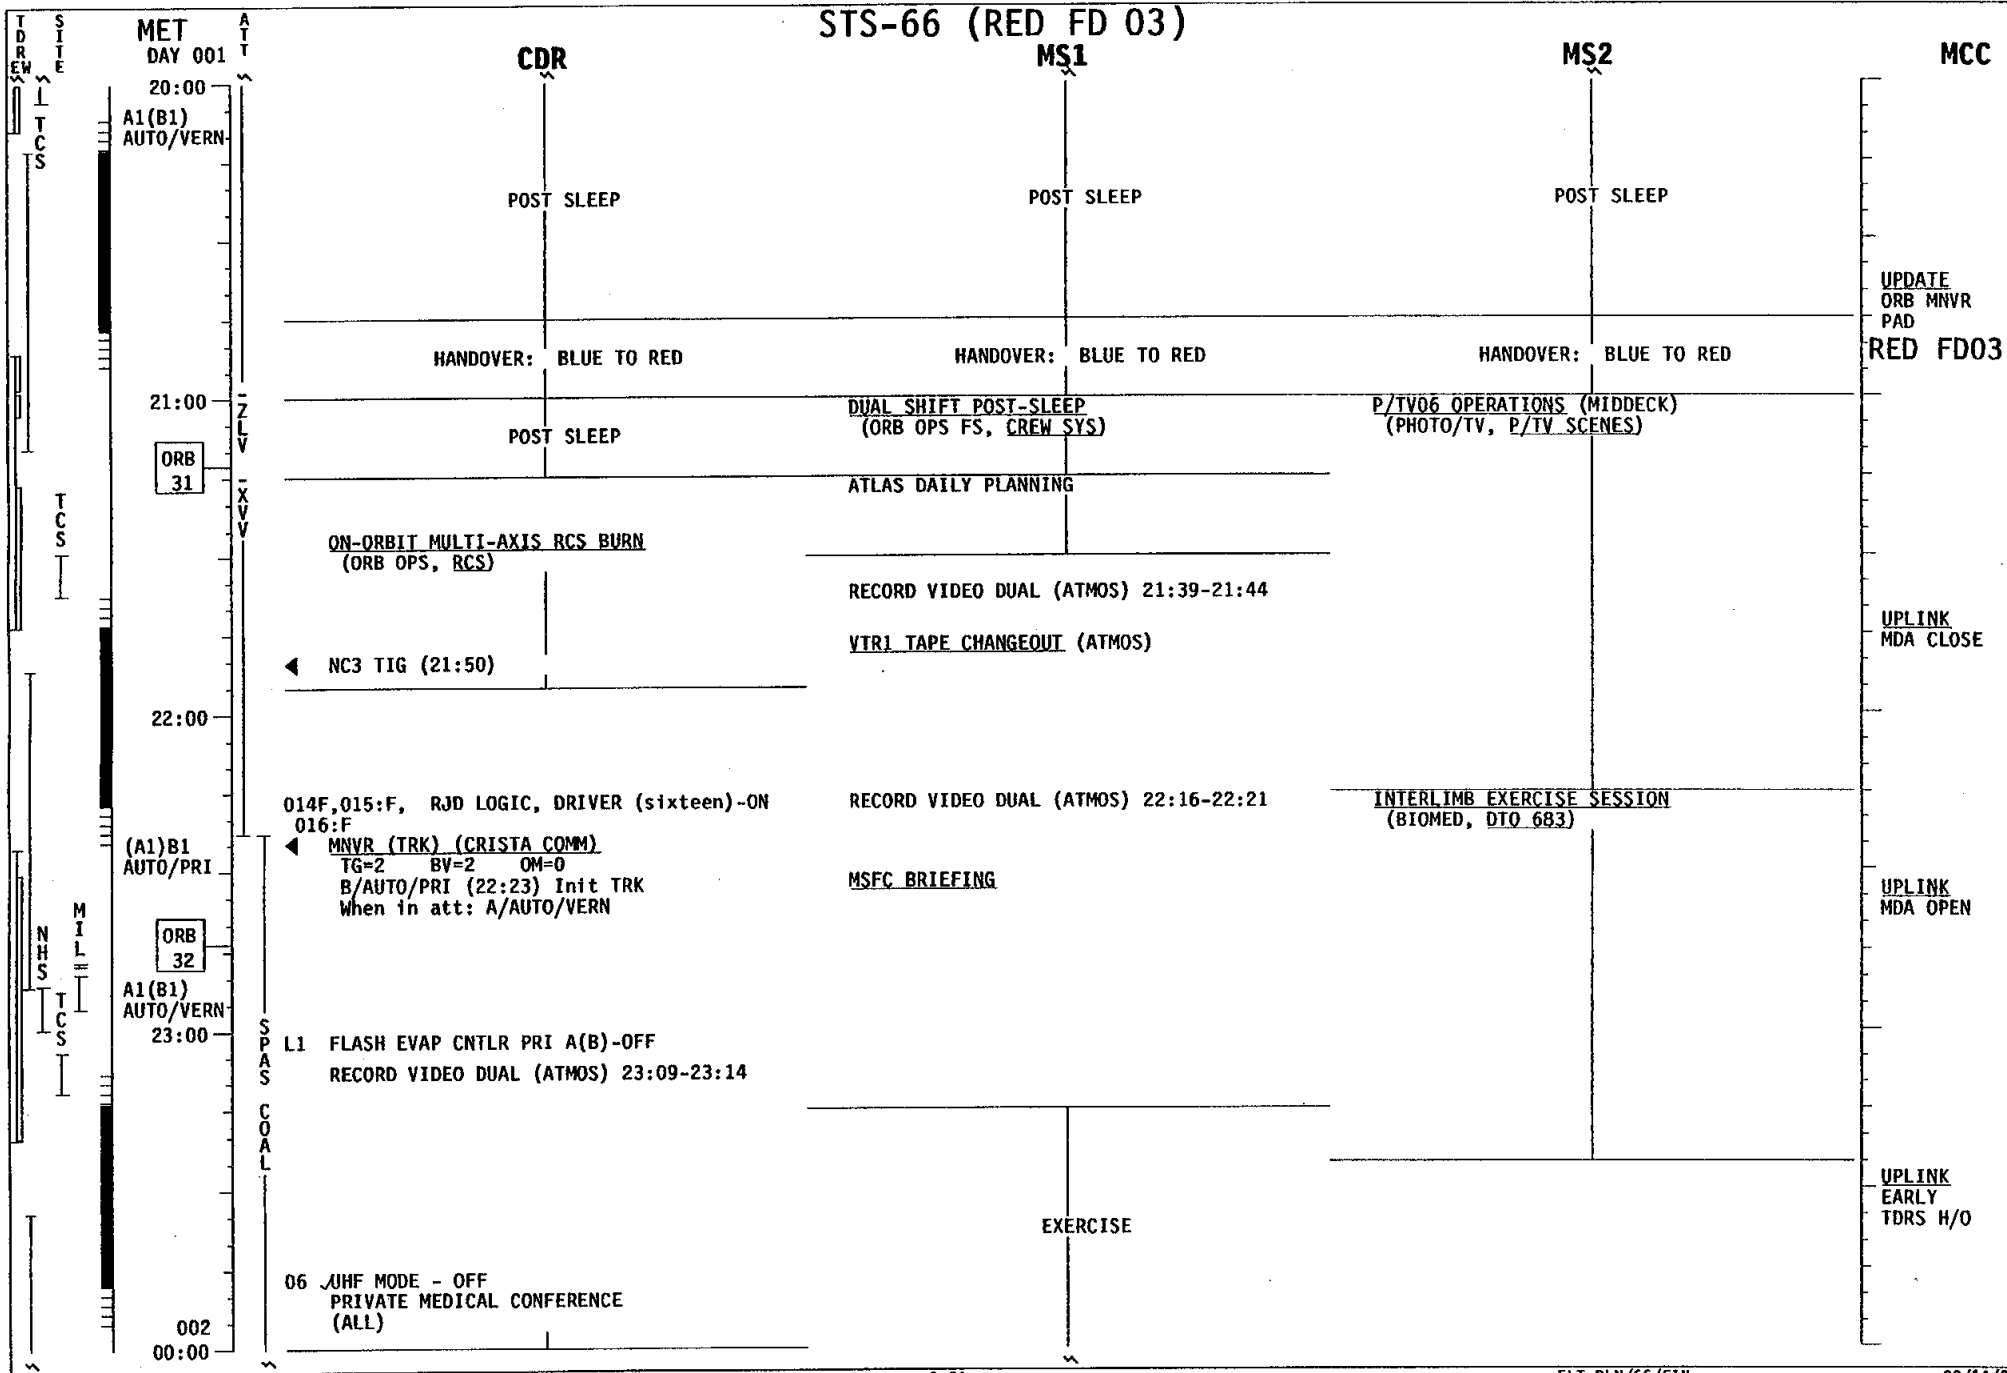 STS-66 (RED FD 03)
TDRE W SITE MET ATT
DAY 001
CDR MS1 MS2 MCC
20:00
A1(B1)
AUTO/VERN
TCS
POST SLEEP POST SLEEP POST SLEEP
UPDATE
ORB MNVR
PAD
HANDOVER: BLUE TO RED HANDOVER: BLUE TO RED HANDOVER: BLUE TO RED
RED FD03
21:00
-ZLV -XVV
POST SLEEP
DUAL SHIFT POST-SLEEP
(ORB OPS FS, CREW SYS)
P/TV06 OPERATIONS (MIDDECK)
(PHOTO/TV, P/TV SCENES)
ORB
31
ATLAS DAILY PLANNING
TCS
ON-ORBIT MULTI-AXIS RCS BURN
(ORB OPS, RCS)
RECORD VIDEO DUAL (ATMOS) 21:39-21:44
VTR1 TAPE CHANGEOUT (ATMOS)
UPLINK
MDA CLOSE
NC3 TIG (21:50)
22:00
014F,015:F, RJD LOGIC, DRIVER (sixteen)-ON
016:F
RECORD VIDEO DUAL (ATMOS) 22:16-22:21
INTERLIMB EXERCISE SESSION
(BIOMED, DTO 683)
(A1)B1
AUTO/PRI
MNVR (TRK) (CRISTA COMM)
TG=2 BV=2 OM=0
B/AUTO/PRI (22:23) Init TRK
When in att: A/AUTO/VERN
MSFC BRIEFING
UPLINK
MDA OPEN
NHS
MIL
ORB
32
A1(B1)
AUTO/VERN
TCS
23:00
SPAS COAL
L1 FLASH EVAP CNTLR PRI A(B)-OFF
RECORD VIDEO DUAL (ATMOS) 23:09-23:14
UPLINK
EARLY
TDRS H/O
EXERCISE
06 ✓UHF MODE - OFF
PRIVATE MEDICAL CONFERENCE
(ALL)
002
00:00